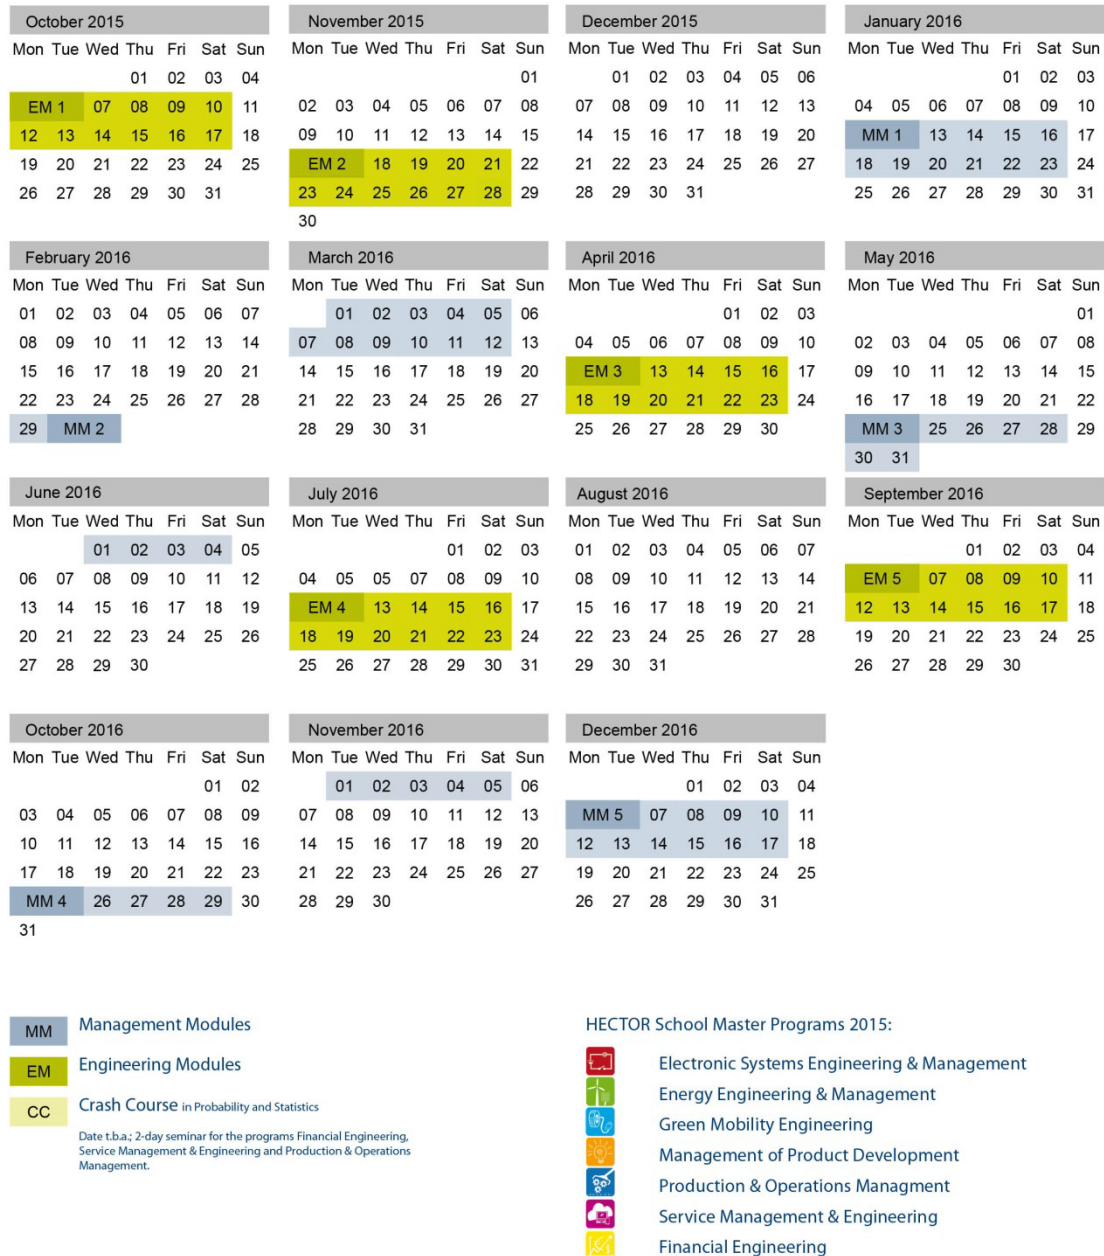 October 2015
Mon Tue Wed Thu Fri Sat Sun
01 02 03 04
EM 1 07 08 09 10 11
12 13 14 15 16 17 18
19 20 21 22 23 24 25
26 27 28 29 30 31
November 2015
Mon Tue Wed Thu Fri Sat Sun
01
02 03 04 05 06 07 08
09 10 11 12 13 14 15
EM 2 18 19 20 21 22
23 24 25 26 27 28 29
30
December 2015
Mon Tue Wed Thu Fri Sat Sun
01 02 03 04 05 06
07 08 09 10 11 12 13
14 15 16 17 18 19 20
21 22 23 24 25 26 27
28 29 30 31
January 2016
Mon Tue Wed Thu Fri Sat Sun
01 02 03
04 05 06 07 08 09 10
MM 1 13 14 15 16 17
18 19 20 21 22 23 24
25 26 27 28 29 30 31
February 2016
Mon Tue Wed Thu Fri Sat Sun
01 02 03 04 05 06 07
08 09 10 11 12 13 14
15 16 17 18 19 20 21
22 23 24 25 26 27 28
29 MM 2
March 2016
Mon Tue Wed Thu Fri Sat Sun
01 02 03 04 05 06
07 08 09 10 11 12 13
14 15 16 17 18 19 20
21 22 23 24 25 26 27
28 29 30 31
April 2016
Mon Tue Wed Thu Fri Sat Sun
01 02 03
04 05 06 07 08 09 10
EM 3 13 14 15 16 17
18 19 20 21 22 23 24
25 26 27 28 29 30
May 2016
Mon Tue Wed Thu Fri Sat Sun
01
02 03 04 05 06 07 08
09 10 11 12 13 14 15
16 17 18 19 20 21 22
MM 3 25 26 27 28 29
30 31
June 2016
Mon Tue Wed Thu Fri Sat Sun
01 02 03 04 05
06 07 08 09 10 11 12
13 14 15 16 17 18 19
20 21 22 23 24 25 26
27 28 29 30
July 2016
Mon Tue Wed Thu Fri Sat Sun
01 02 03
04 05 05 07 08 09 10
EM 4 13 14 15 16 17
18 19 20 21 22 23 24
25 26 27 28 29 30 31
August 2016
Mon Tue Wed Thu Fri Sat Sun
01 02 03 04 05 06 07
08 09 10 11 12 13 14
15 16 17 18 19 20 21
22 23 24 25 26 27 28
29 30 31
September 2016
Mon Tue Wed Thu Fri Sat Sun
01 02 03 04
EM 5 07 08 09 10 11
12 13 14 15 16 17 18
19 20 21 22 23 24 25
26 27 28 29 30
October 2016
Mon Tue Wed Thu Fri Sat Sun
01 02
03 04 05 06 07 08 09
10 11 12 13 14 15 16
17 18 19 20 21 22 23
MM 4 26 27 28 29 30
31
November 2016
Mon Tue Wed Thu Fri Sat Sun
01 02 03 04 05 06
07 08 09 10 11 12 13
14 15 16 17 18 19 20
21 22 23 24 25 26 27
28 29 30
December 2016
Mon Tue Wed Thu Fri Sat Sun
01 02 03 04
MM 5 07 08 09 10 11
12 13 14 15 16 17 18
19 20 21 22 23 24 25
26 27 28 29 30 31
MM Management Modules
EM Engineering Modules
CC Crash Course in Probability and Statistics
Date t.b.a.; 2-day seminar for the programs Financial Engineering,
Service Management & Engineering and Production & Operations
Management.
HECTOR School Master Programs 2015:
Electronic Systems Engineering & Management
Energy Engineering & Management
Green Mobility Engineering
Management of Product Development
Production & Operations Managment
Service Management & Engineering
Financial Engineering